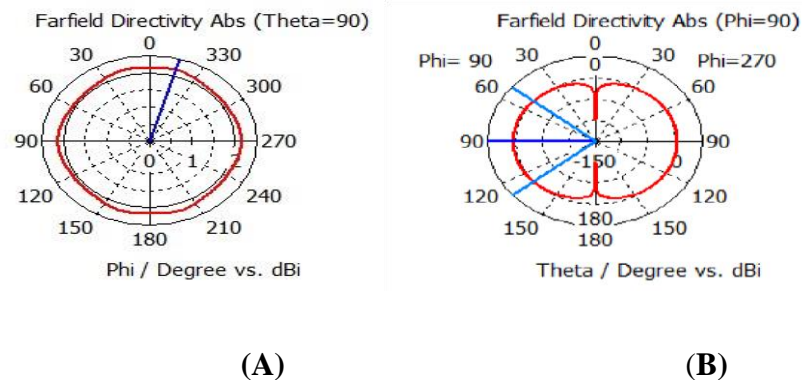 Farfield Directivity Abs (Theta=90)
0
30 330
60 300
90 0 1 2 270
120 240
150 210
180
Phi / Degree vs. dBi
(A)
Farfield Directivity Abs (Phi=90)
0
30 0 30
Phi= 90 Phi=270
60 60
90 -150 0 90
120 120
150 180 150
180
Theta / Degree vs. dBi
(B)